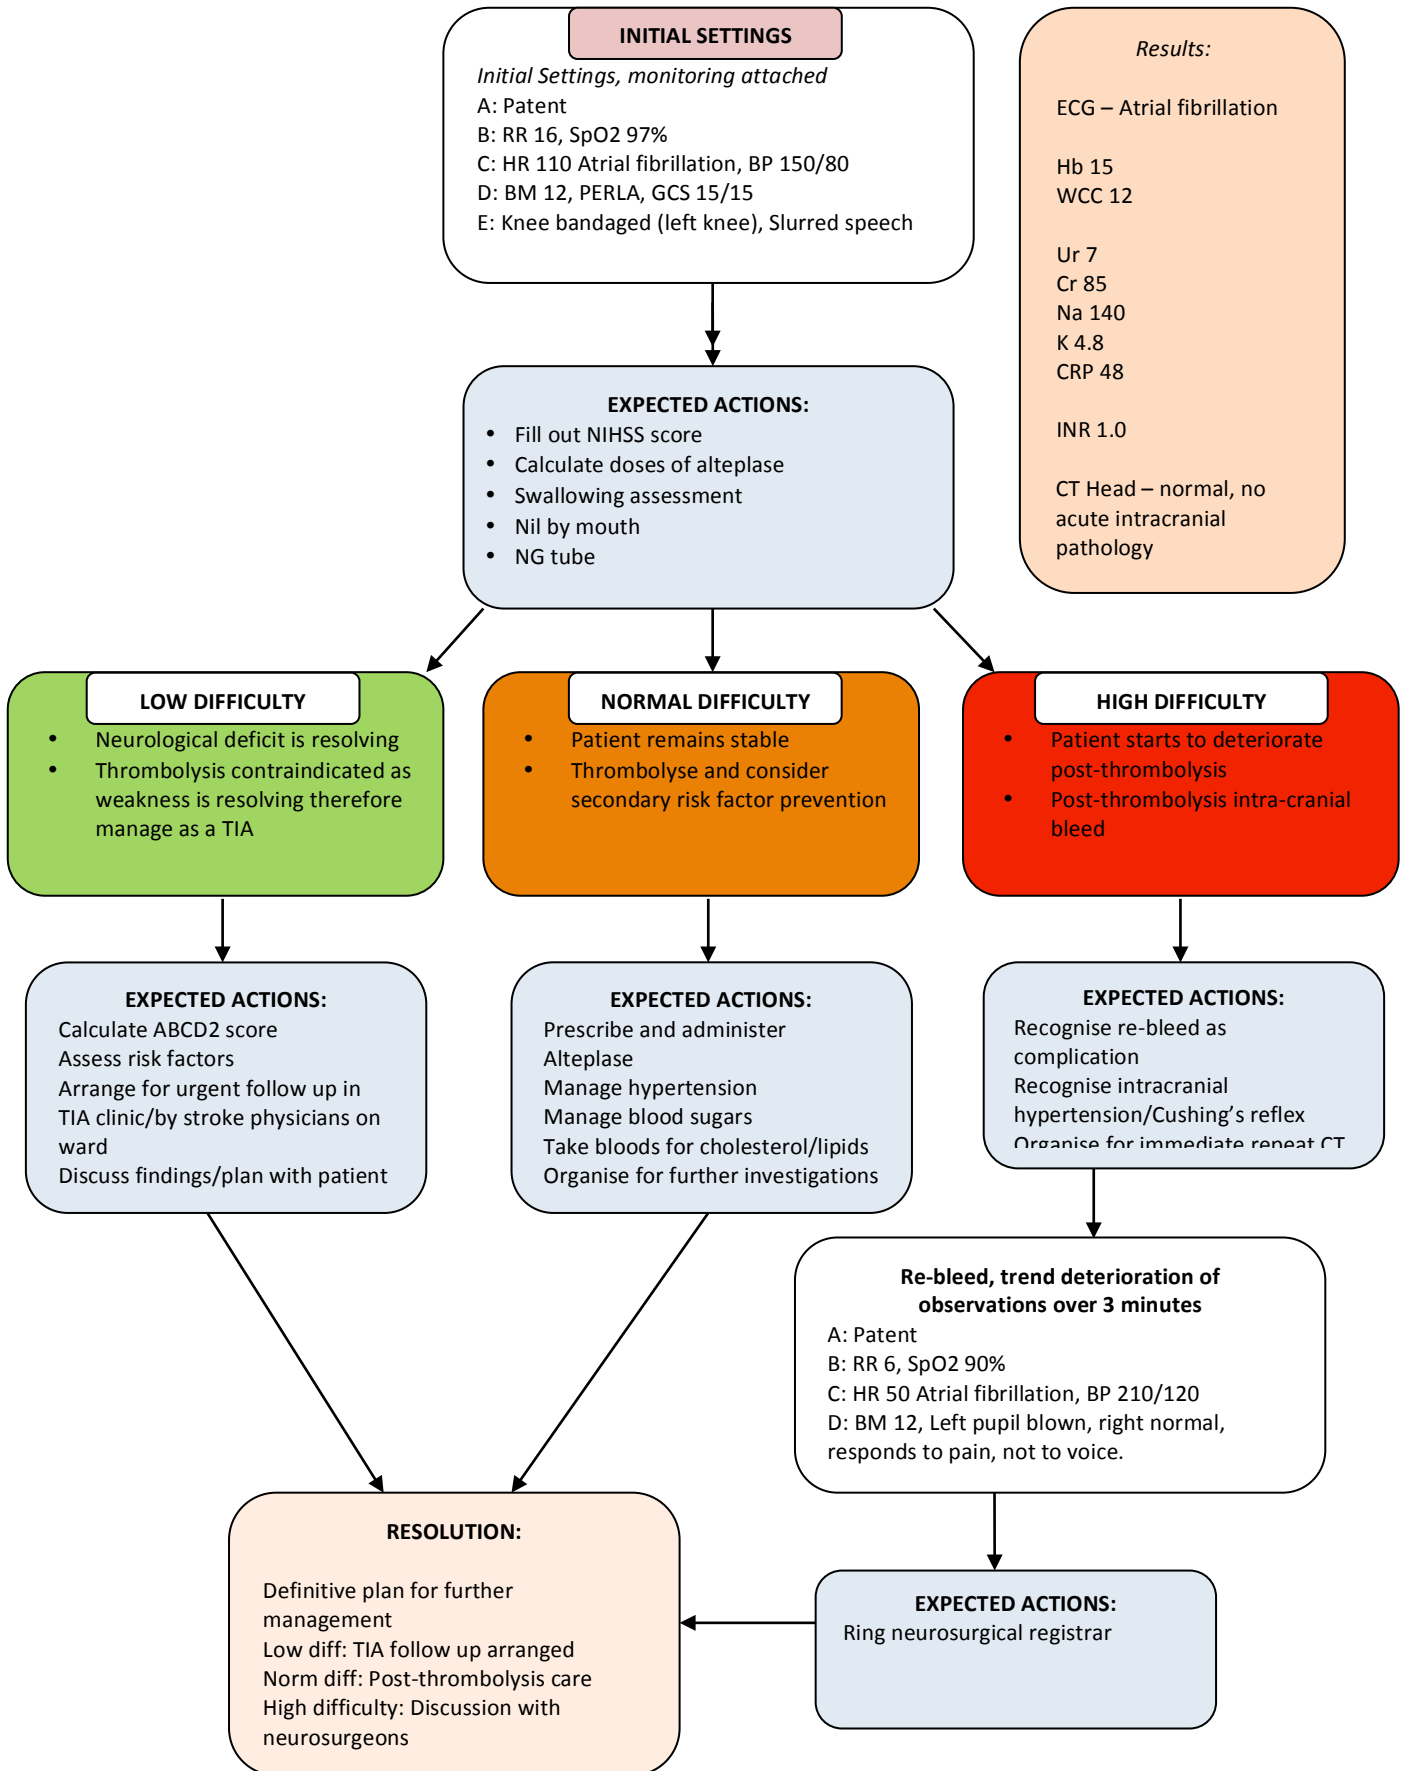 INITIAL SETTINGS
Initial Settings, monitoring attached
A: Patent
B: RR 16, SpO2 97%
C: HR 110 Atrial fibrillation, BP 150/80
D: BM 12, PERLA, GCS 15/15
E: Knee bandaged (left knee), Slurred speech
Results:
ECG – Atrial fibrillation
Hb 15
WCC 12
Ur 7
Cr 85
Na 140
K 4.8
CRP 48
INR 1.0
CT Head – normal, no
acute intracranial
pathology
EXPECTED ACTIONS:
• Fill out NIHSS score
• Calculate doses of alteplase
• Swallowing assessment
• Nil by mouth
• NG tube
LOW DIFFICULTY
• Neurological deficit is resolving
• Thrombolysis contraindicated as
weakness is resolving therefore
manage as a TIA
NORMAL DIFFICULTY
• Patient remains stable
• Thrombolyse and consider
secondary risk factor prevention
HIGH DIFFICULTY
• Patient starts to deteriorate
post-thrombolysis
• Post-thrombolysis intra-cranial
bleed
EXPECTED ACTIONS:
Calculate ABCD2 score
Assess risk factors
Arrange for urgent follow up in
TIA clinic/by stroke physicians on
ward
Discuss findings/plan with patient
EXPECTED ACTIONS:
Prescribe and administer
Alteplase
Manage hypertension
Manage blood sugars
Take bloods for cholesterol/lipids
Organise for further investigations
EXPECTED ACTIONS:
Recognise re-bleed as
complication
Recognise intracranial
hypertension/Cushing's reflex
Organise for immediate repeat CT
Re-bleed, trend deterioration of
observations over 3 minutes
A: Patent
B: RR 6, SpO2 90%
C: HR 50 Atrial fibrillation, BP 210/120
D: BM 12, Left pupil blown, right normal,
responds to pain, not to voice.
RESOLUTION:
Definitive plan for further
management
Low diff: TIA follow up arranged
Norm diff: Post-thrombolysis care
High difficulty: Discussion with
neurosurgeons
EXPECTED ACTIONS:
Ring neurosurgical registrar